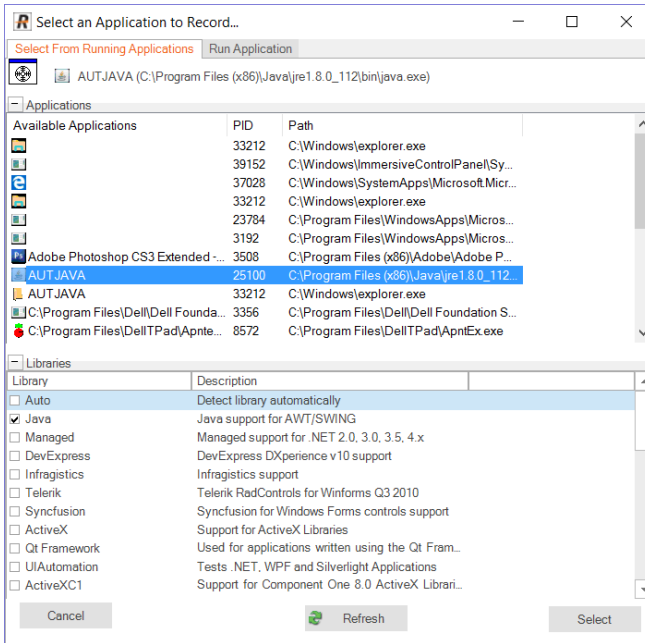 Select an Application to Record...
Select From Running Applications Run Application
AUTJAVA (C:\Program Files (x86)\Java\jre1.8.0_112\bin\java.exe)
Applications
Available Applications PID Path
33212 C:\Windows\explorer.exe
39152 C:\Windows\ImmersiveControlPanel\Sy...
37028 C:\Windows\SystemApps\Microsoft.Micr...
33212 C:\Windows\explorer.exe
23784 C:\Program Files\WindowsApps\Micros...
3192 C:\Program Files\WindowsApps\Micros...
Adobe Photoshop CS3 Extended -... 3508 C:\Program Files (x86)\Adobe\Adobe P...
AUTJAVA 25100 C:\Program Files (x86)\Java\jre1.8.0_112...
AUTJAVA 33212 C:\Windows\explorer.exe
C:\Program Files\Dell\Dell Founda... 3356 C:\Program Files\Dell\Dell Foundation S...
C:\Program Files\DellTPad\Apnte... 8572 C:\Program Files\DellTPad\ApntEx.exe
Libraries
Library Description
Auto Detect library automatically
Java Java support for AWT/SWING
Managed Managed support for .NET 2.0, 3.0, 3.5, 4.x
DevExpress DevExpress DXperience v10 support
Infragistics Infragistics support
Telerik Telerik RadControls for Winforms Q3 2010
Syncfusion Syncfusion for Windows Forms controls support
ActiveX Support for ActiveX Libraries
Qt Framework Used for applications written using the Qt Fram...
UIAutomation Tests .NET, WPF and Silverlight Applications
ActiveXC1 Support for Component One 8.0 ActiveX Librari...
Cancel Refresh Select